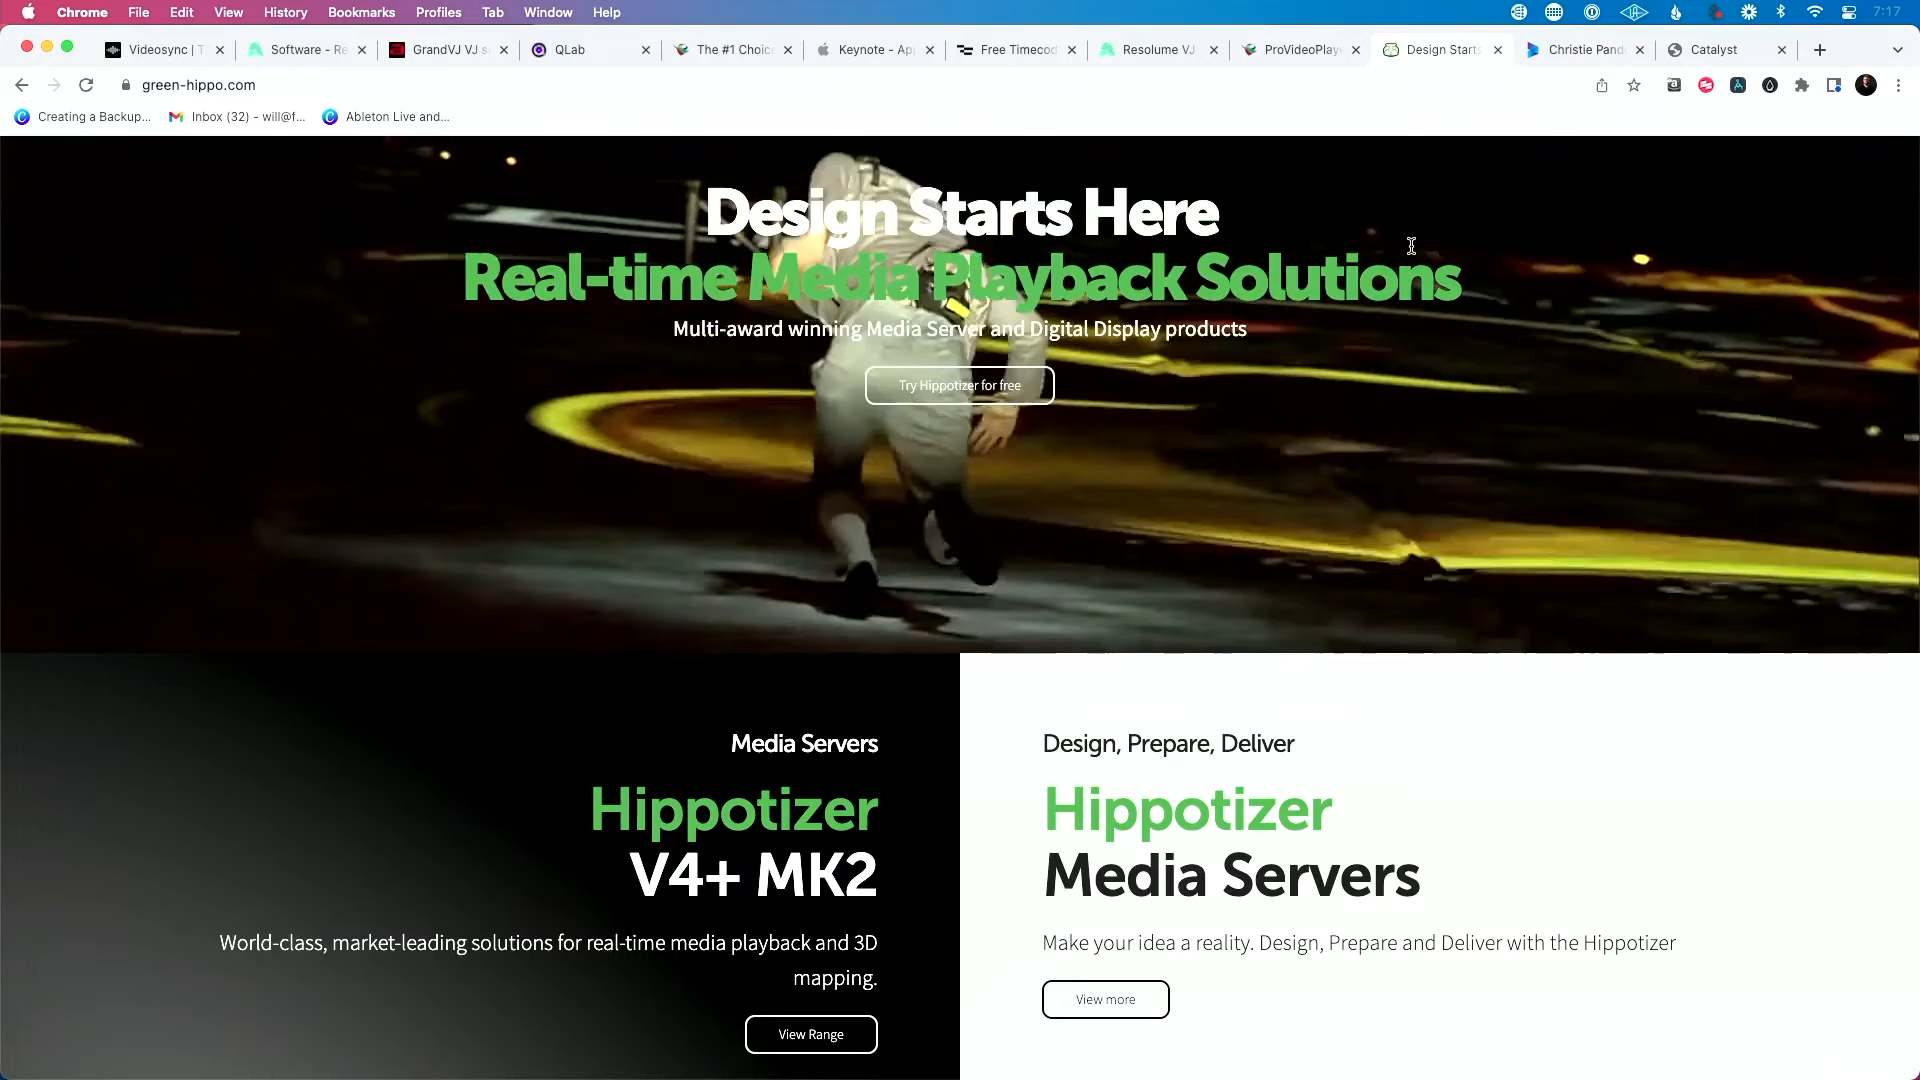 Chrome File Edit View History Bookmarks Profiles Tab Window Help 7:17
Videosync | T Software - Re GrandVJ VJ s QLab The #1 Choice Keynote - App Free Timecod Resolume VJ ProVideoPlaye Design Starts Christie Pand Catalyst
green-hippo.com
Creating a Backup... Inbox (32) - will@f... Ableton Live and...
Design Starts Here
Real-time Media Playback Solutions
Multi-award winning Media Server and Digital Display products
Try Hippotizer for free
Media Servers
Hippotizer
V4+ MK2
World-class, market-leading solutions for real-time media playback and 3D
mapping.
View Range
Design, Prepare, Deliver
Hippotizer
Media Servers
Make your idea a reality. Design, Prepare and Deliver with the Hippotizer
View more